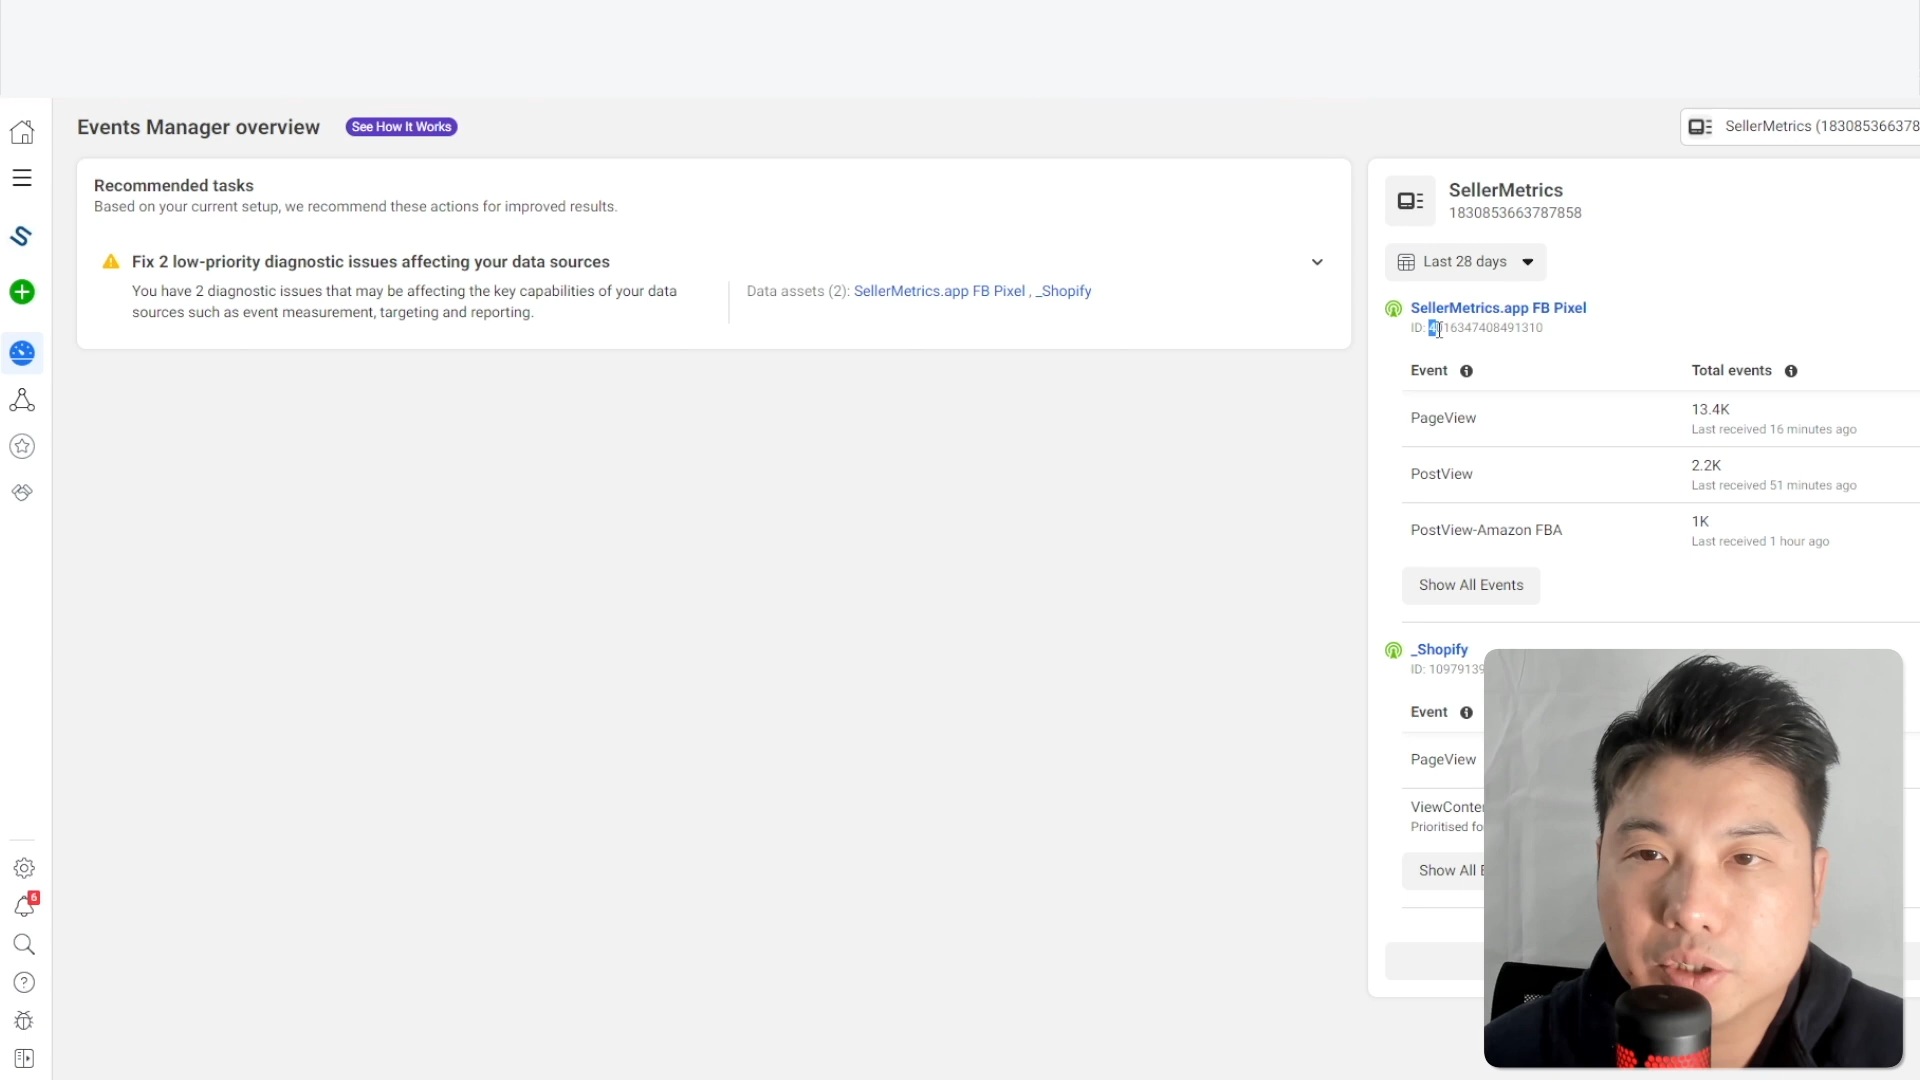 Events Manager overview
See How It Works
SellerMetrics (183085366378
Recommended tasks
Based on your current setup, we recommend these actions for improved results.
Fix 2 low-priority diagnostic issues affecting your data sources
You have 2 diagnostic issues that may be affecting the key capabilities of your data
sources such as event measurement, targeting and reporting.
Data assets (2): SellerMetrics.app FB Pixel , _Shopify
SellerMetrics
1830853663787858
Last 28 days
SellerMetrics.app FB Pixel
ID:
Event
Total events
PageView
13.4K
Last received 16 minutes ago
PostView
2.2K
Last received 51 minutes ago
PostView-Amazon FBA
1K
Last received 1 hour ago
Show All Events
_Shopify
ID: 1097913
Event
PageView
ViewConte
Prioritised fo
Show All E
6